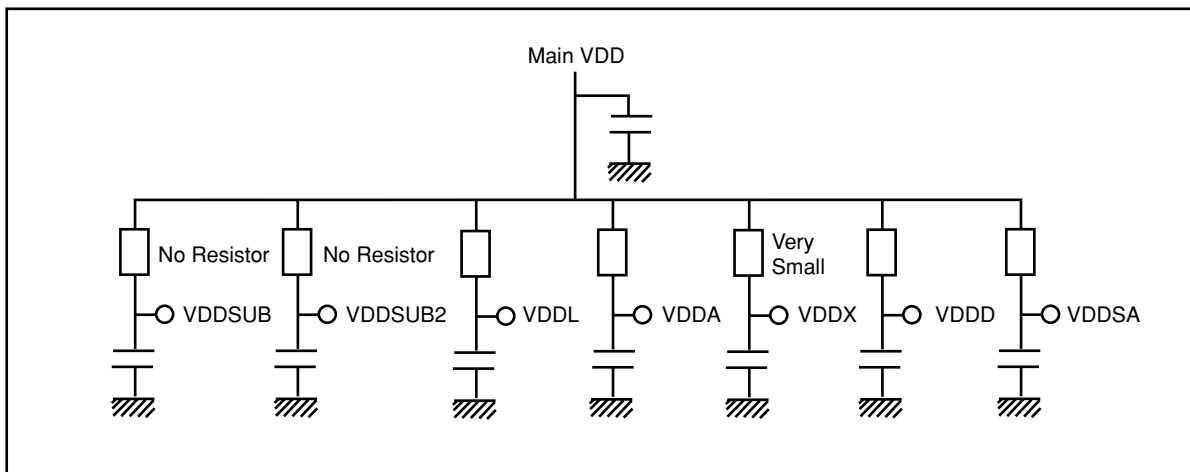 Main VDD
No Resistor
No Resistor
Very
Small
VDDSUB
VDDSUB2
VDDL
VDDA
VDDX
VDDD
VDDSA